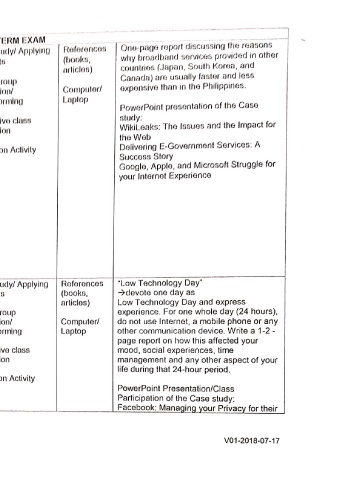 ERM EXAM
udy/ Applying
ts
roup
ion/
orming
ive class
ion
on Activity
References
(books,
articles)
Computer/
Laptop
One-page report discussing the reasons
why broadband services provided in other
countries (Japan, South Korea, and
Canada) are usually faster and less
expensive than in the Philippines.
PowerPoint presentation of the Case
study:
WikiLeaks: The Issues and the Impact for
the Web
Delivering E-Government Services: A
Success Story
Google, Apple, and Microsoft Struggle for
your Internet Experience
udy/ Applying
s
roup
ion/
orming
ive class
ion
on Activity
References
(books,
articles)
Computer/
Laptop
"Low Technology Day"
→devote one day as
Low Technology Day and express
experience. For one whole day (24 hours),
do not use Internet, a mobile phone or any
other communication device. Write a 1-2 -
page report on how this affected your
mood, social experiences, time
management and any other aspect of your
life during that 24-hour period.
PowerPoint Presentation/Class
Participation of the Case study:
Facebook: Managing your Privacy for their
V01-2018-07-17